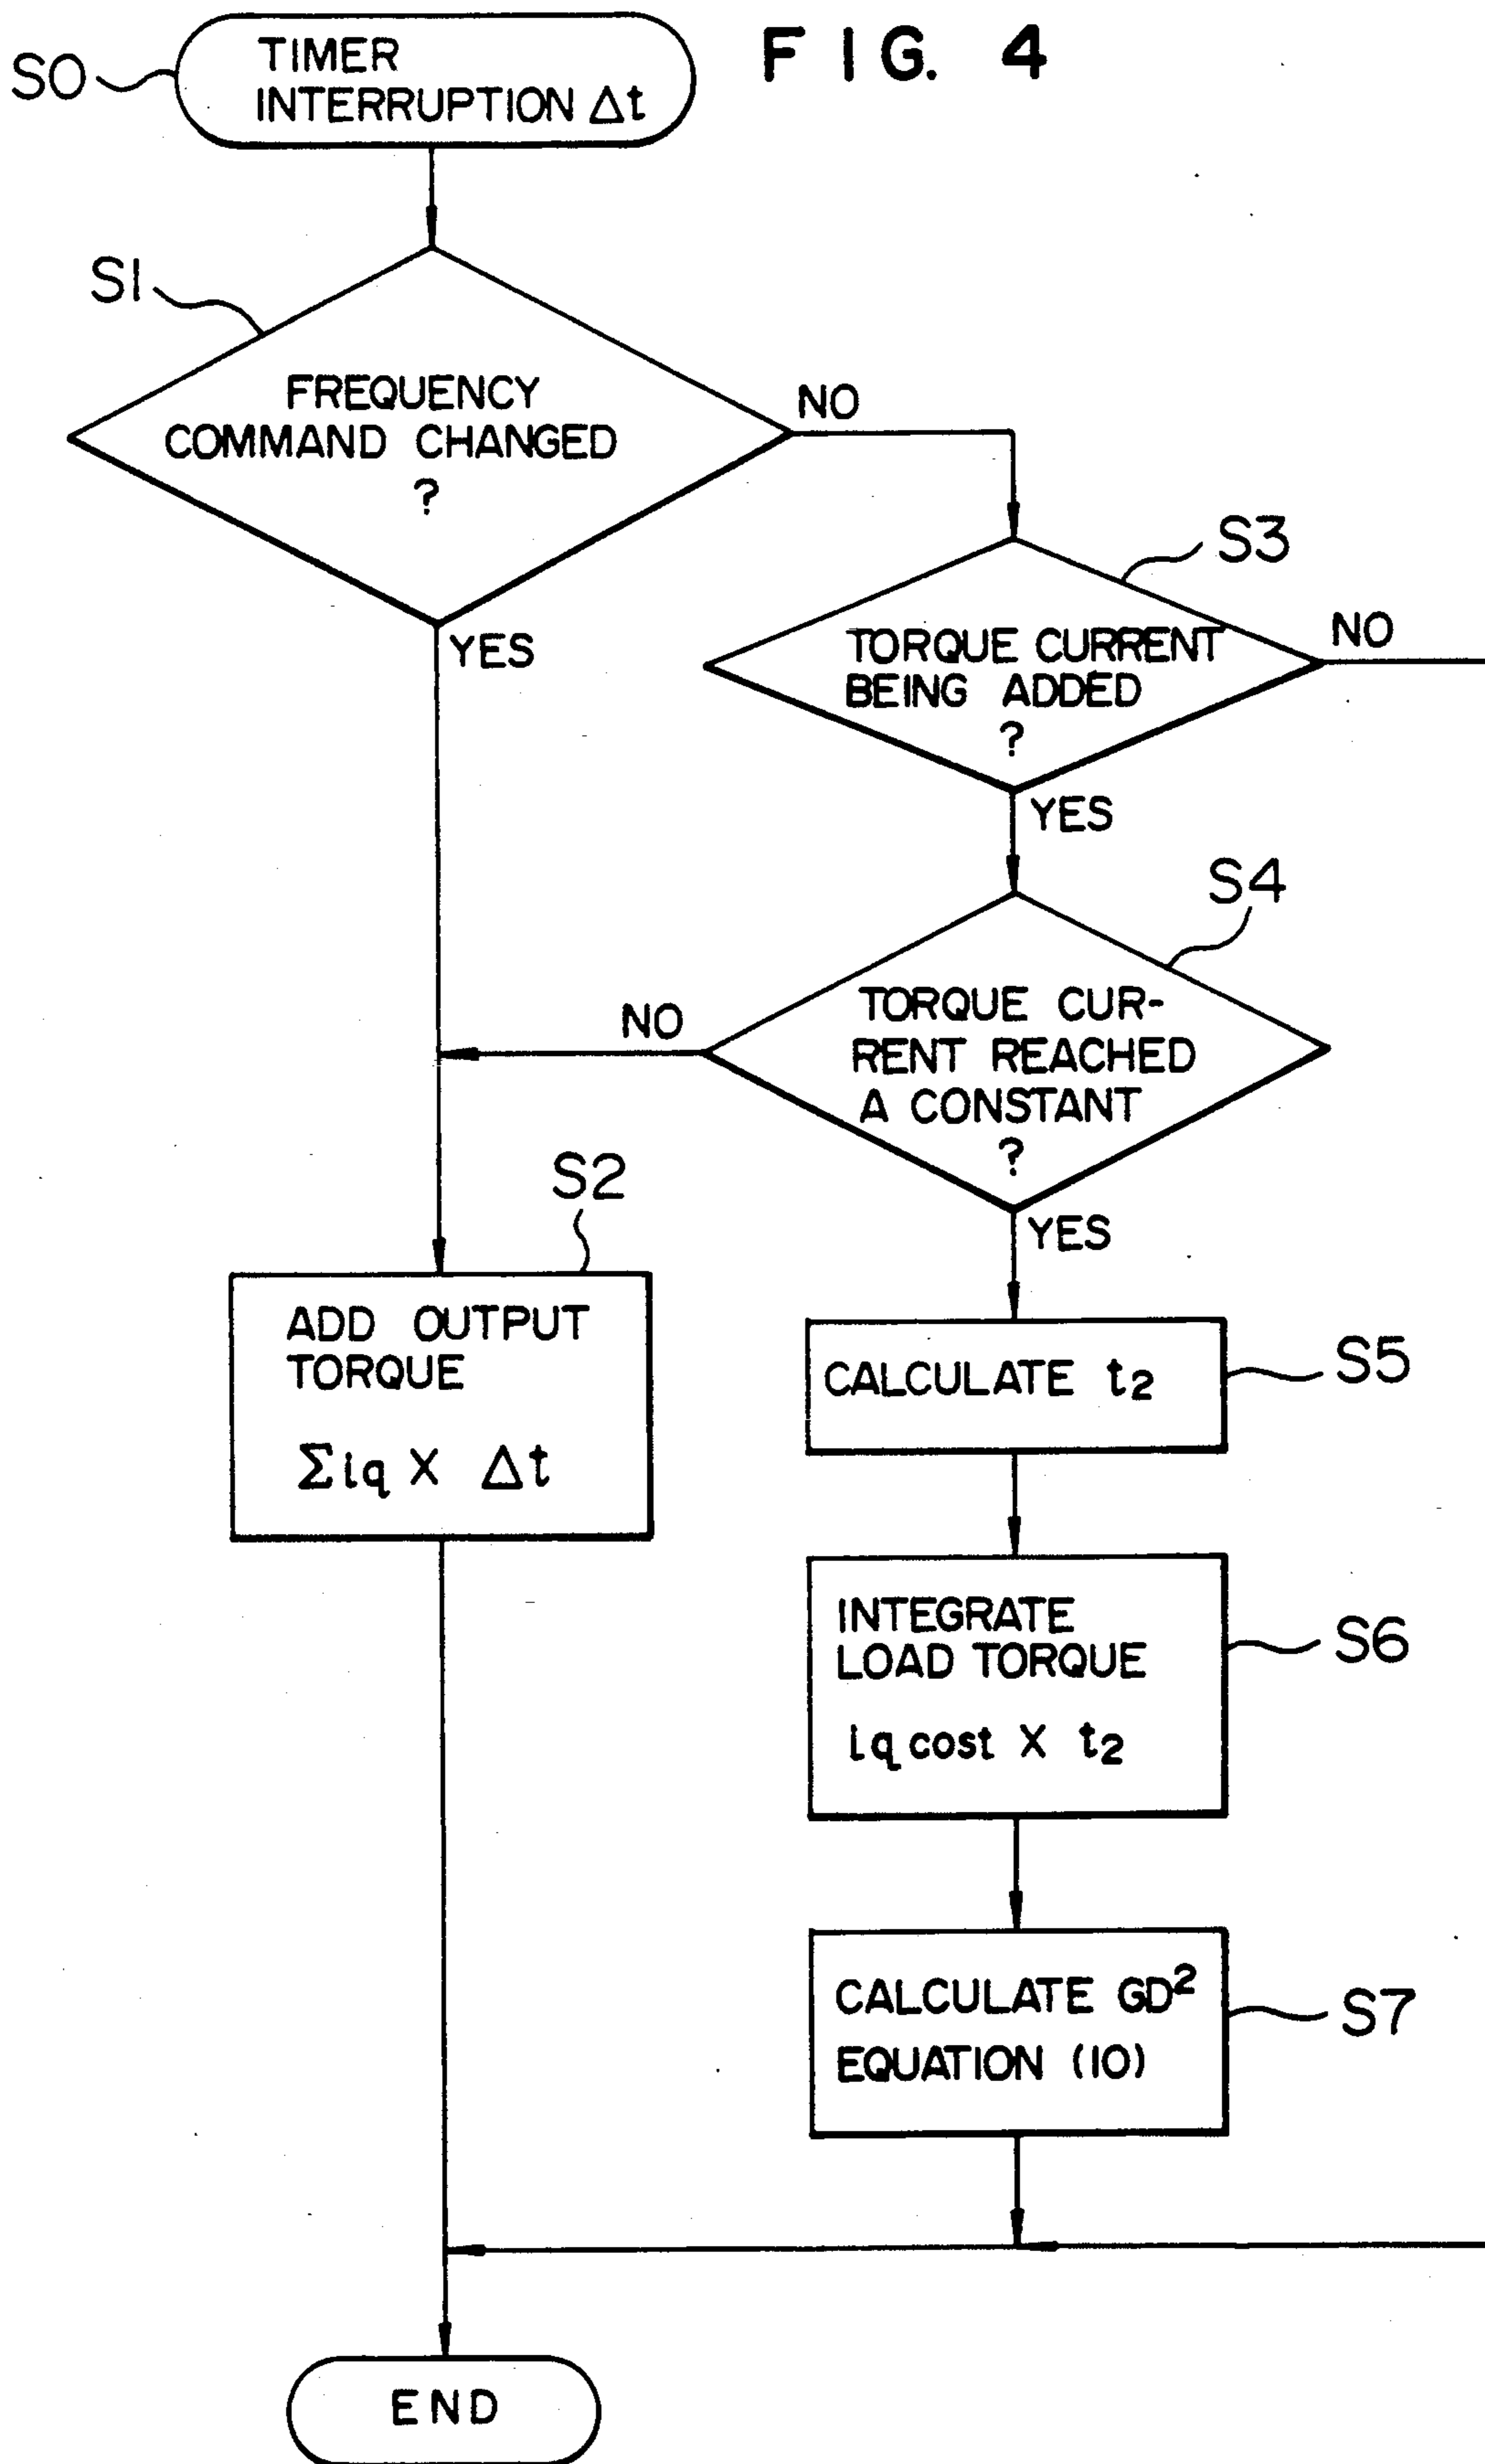 FIG. 4
S0
TIMER
INTERRUPTION Δt
S1
FREQUENCY
COMMAND CHANGED
?
NO
YES
S3
TORQUE CURRENT
BEING ADDED
?
NO
YES
S4
TORQUE CUR-
RENT REACHED
A CONSTANT
?
NO
YES
S2
ADD OUTPUT
TORQUE
Σiq X Δt
CALCULATE t2
S5
INTEGRATE
LOAD TORQUE
iq cost X t2
S6
CALCULATE GD²
EQUATION (10)
S7
END